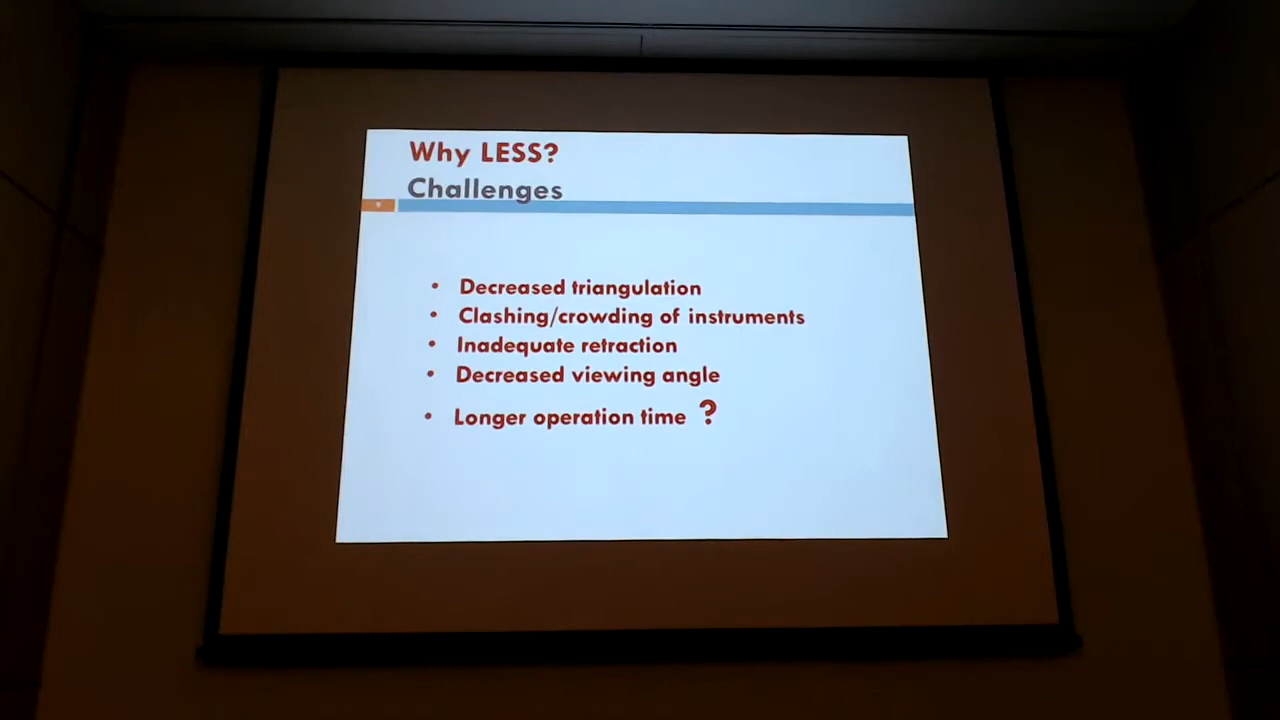 Why LESS?
Challenges
• Decreased triangulation
• Clashing/crowding of instruments
• Inadequate retraction
• Decreased viewing angle
• Longer operation time ?